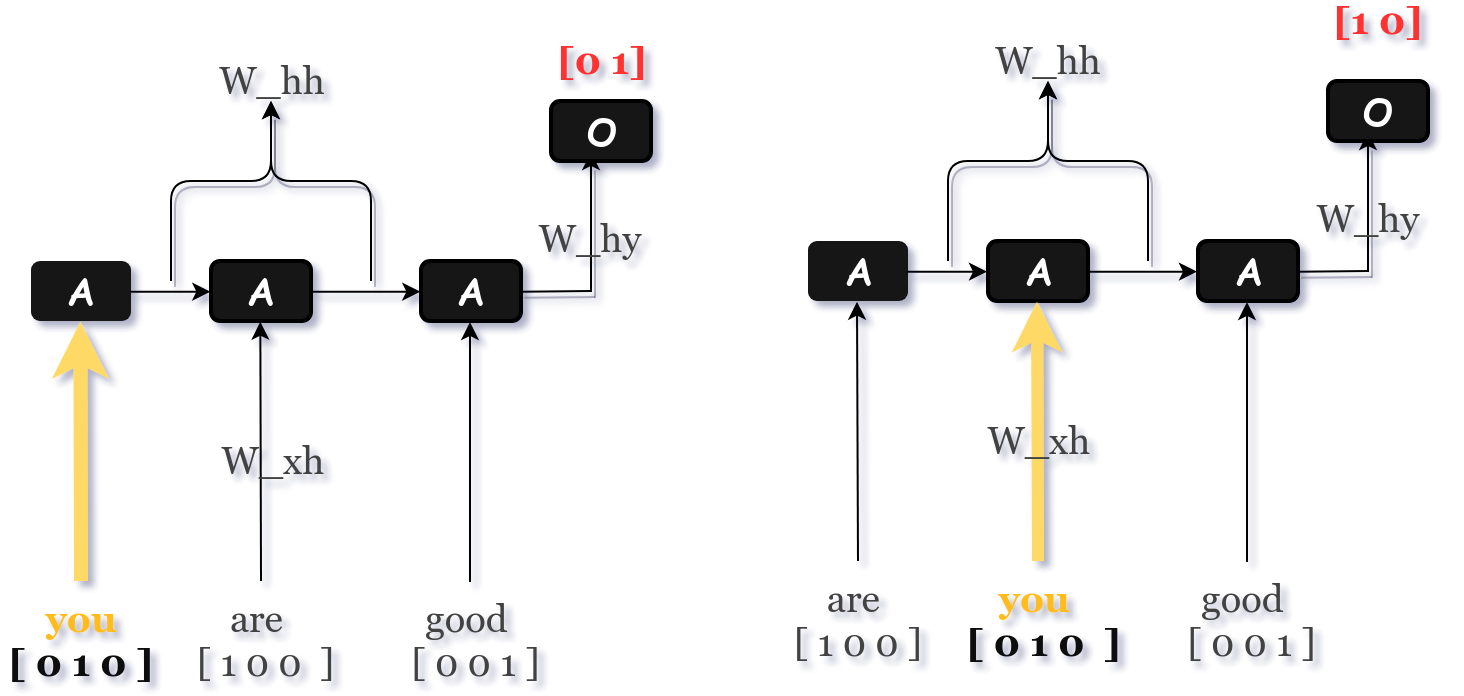 W_hh
[0 1]
O
W_hy
A
A
A
W_xh
you
are
good
[ 0 1 0 ]
[ 1 0 0 ]
[ 0 0 1 ]
[1 0]
W_hh
O
W_hy
A
A
A
W_xh
are
you
good
[ 1 0 0 ]
[ 0 1 0 ]
[ 0 0 1 ]